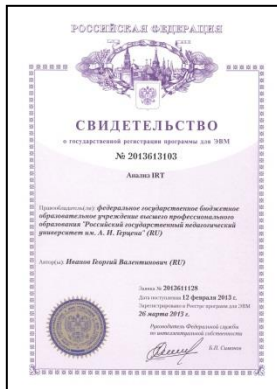 РОССИЙСКАЯ ФЕДЕРАЦИЯ
СВИДЕТЕЛЬСТВО
о государственной регистрации программы для ЭВМ
№ 2013613103
Анализ IRT
Правообладатель(ли): федеральное государственное бюджетное
образовательное учреждение высшего профессионального
образования "Российский государственный педагогический
университет им. А. И. Герцена" (RU)
Автор(ы): Иванов Георгий Валентинович (RU)
Заявка № 2013611128
Дата поступления 12 февраля 2013 г.
Зарегистрировано в Реестре программ для ЭВМ
26 марта 2013 г.
Руководитель Федеральной службы
по интеллектуальной собственности
Б.П. Симонов